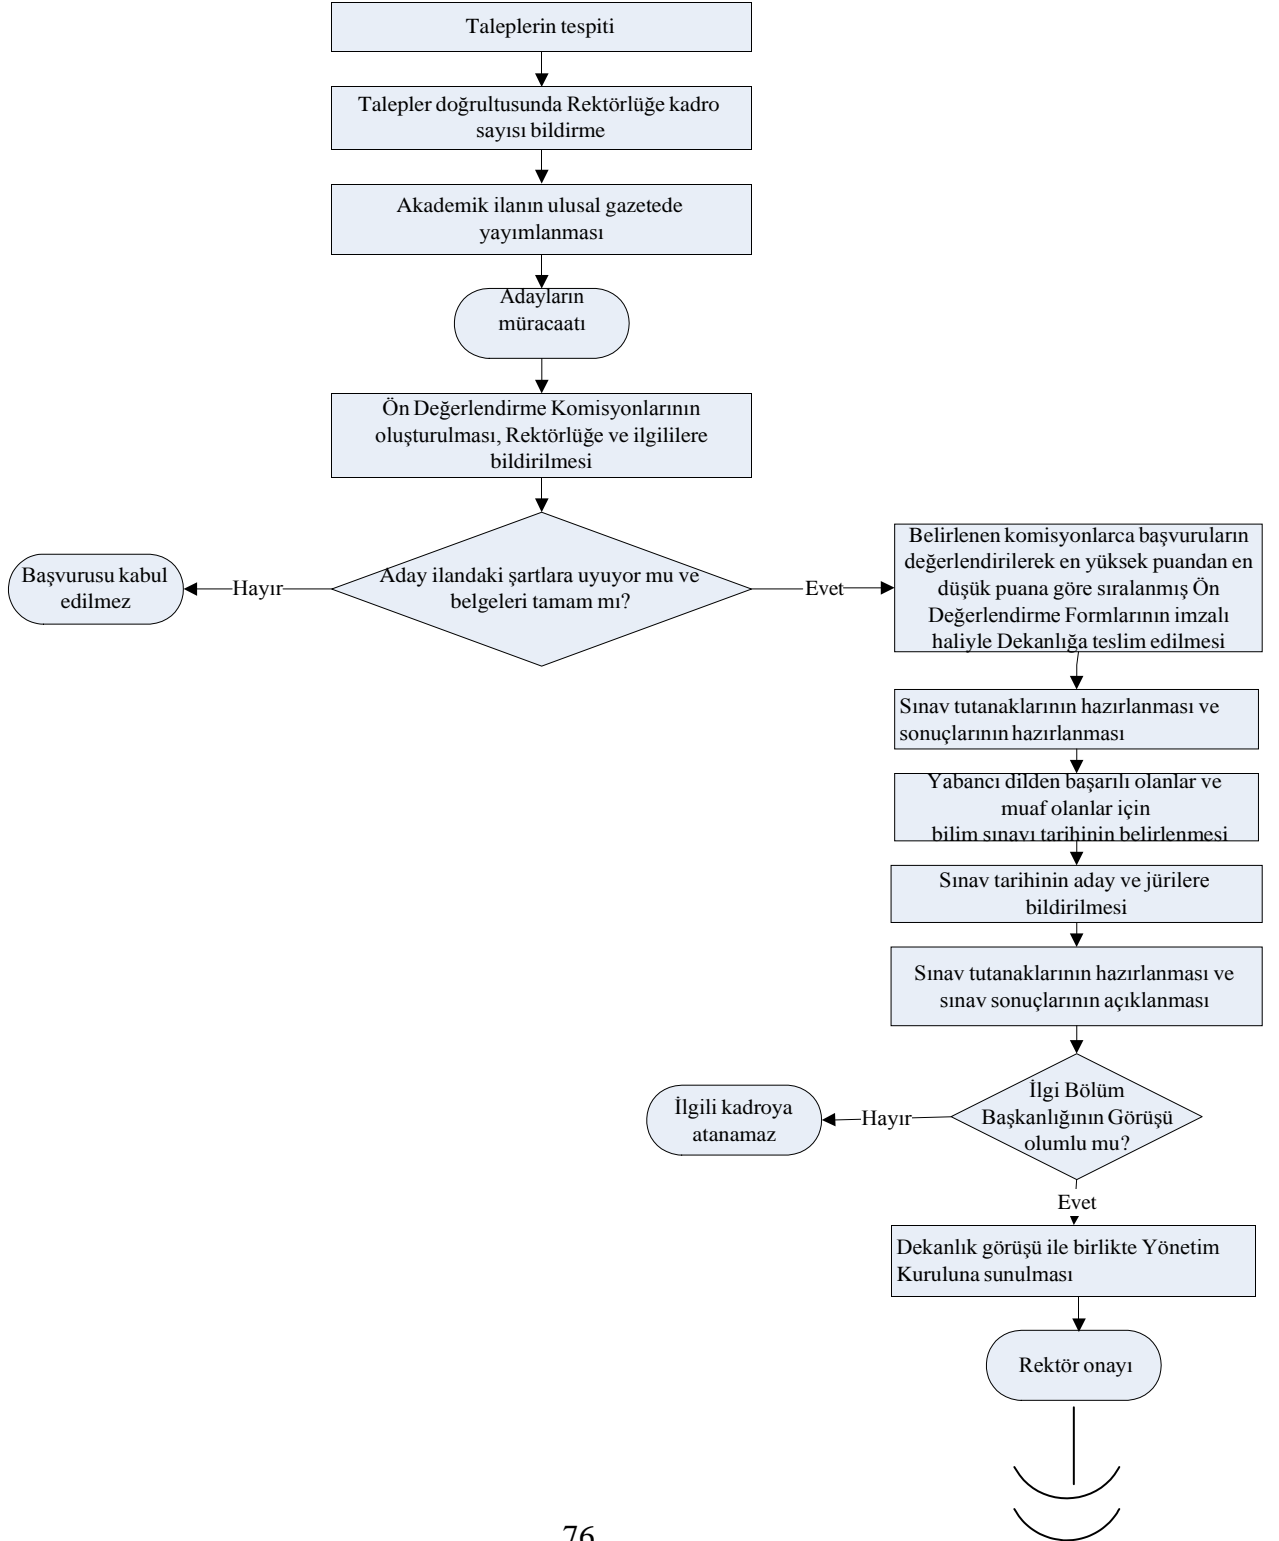 Taleplerin tespiti
Talepler doğrultusunda Rektörlüğe kadro
sayısı bildirme
Akademik ilanın ulusal gazetede
yayımlanması
Adayların
müracaatı
Ön Değerlendirme Komisyonlarının
oluşturulması, Rektörlüğe ve ilgililere
bildirilmesi
Aday ilandaki şartlara uyuyor mu ve
belgeleri tamam mı?
Hayır
Başvurusu kabul
edilmez
Evet
Belirlenen komisyonlarca başvuruların
değerlendirilerek en yüksek puandan en
düşük puana göre sıralanmış Ön
Değerlendirme Formlarının imzalı
haliyle Dekanlığa teslim edilmesi
Sınav tutanaklarının hazırlanması ve
sonuçlarının hazırlanması
Yabancı dilden başarılı olanlar ve
muaf olanlar için
bilim sınavı tarihinin belirlenmesi
Sınav tarihinin aday ve jürilere
bildirilmesi
Sınav tutanaklarının hazırlanması ve
sınav sonuçlarının açıklanması
İlgi Bölüm
Başkanlığının Görüşü
olumlu mu?
Hayır
İlgili kadroya
atanamaz
Evet
Dekanlık görüşü ile birlikte Yönetim
Kuruluna sunulması
Rektör onayı
76